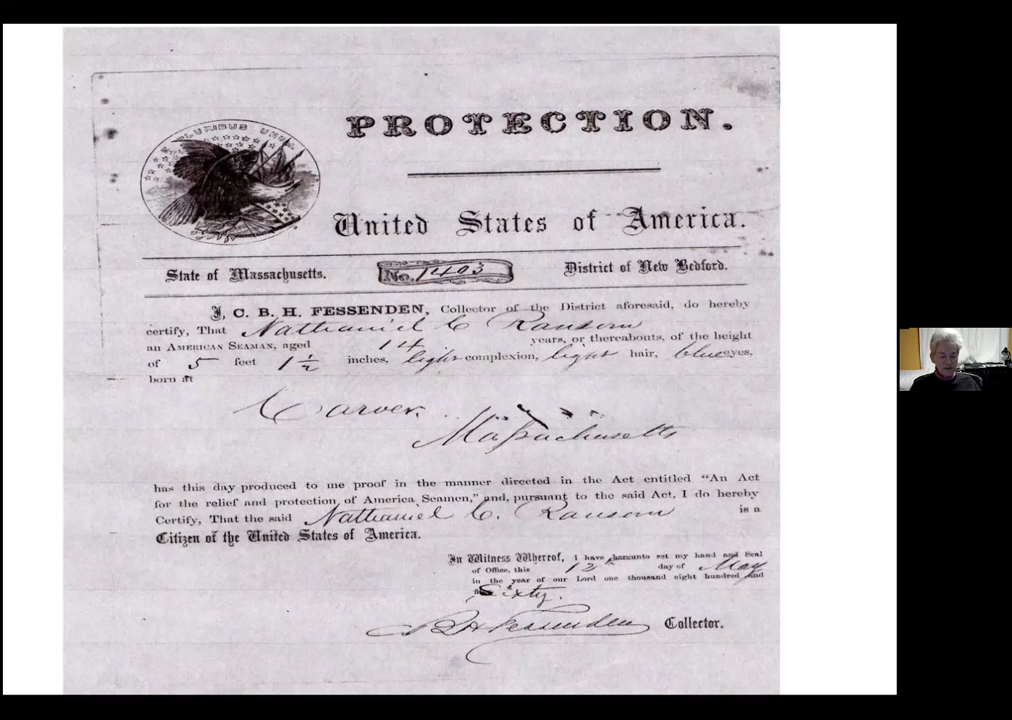 E PLURIBUS UNUM
PROTECTION.
United States of America.
State of Massachusetts. No. 1403 District of New Bedford.
I, C. B. H. FESSENDEN, Collector of the District aforesaid, do hereby
certify, That Nathaniel C Ransom
an AMERICAN SEAMAN, aged 14 years, or thereabouts, of the height
of 5 feet 1 1/2 inches, light complexion, light hair, blue eyes,
born at
Carver.
Massachusetts
has this day produced to me proof in the manner directed in the Act entitled "An Act
for the relief and protection of America Seamen," and, pursuant to the said Act, I do hereby
Certify, That the said Nathaniel C. Ransom is a
Citizen of the United States of America.
In Witness Whereof, I have hereunto set my hand and Seal
of Office, this 12th day of May
in the year of our Lord one thousand eight hundred and
Sixty.
C B H Fessenden Collector.